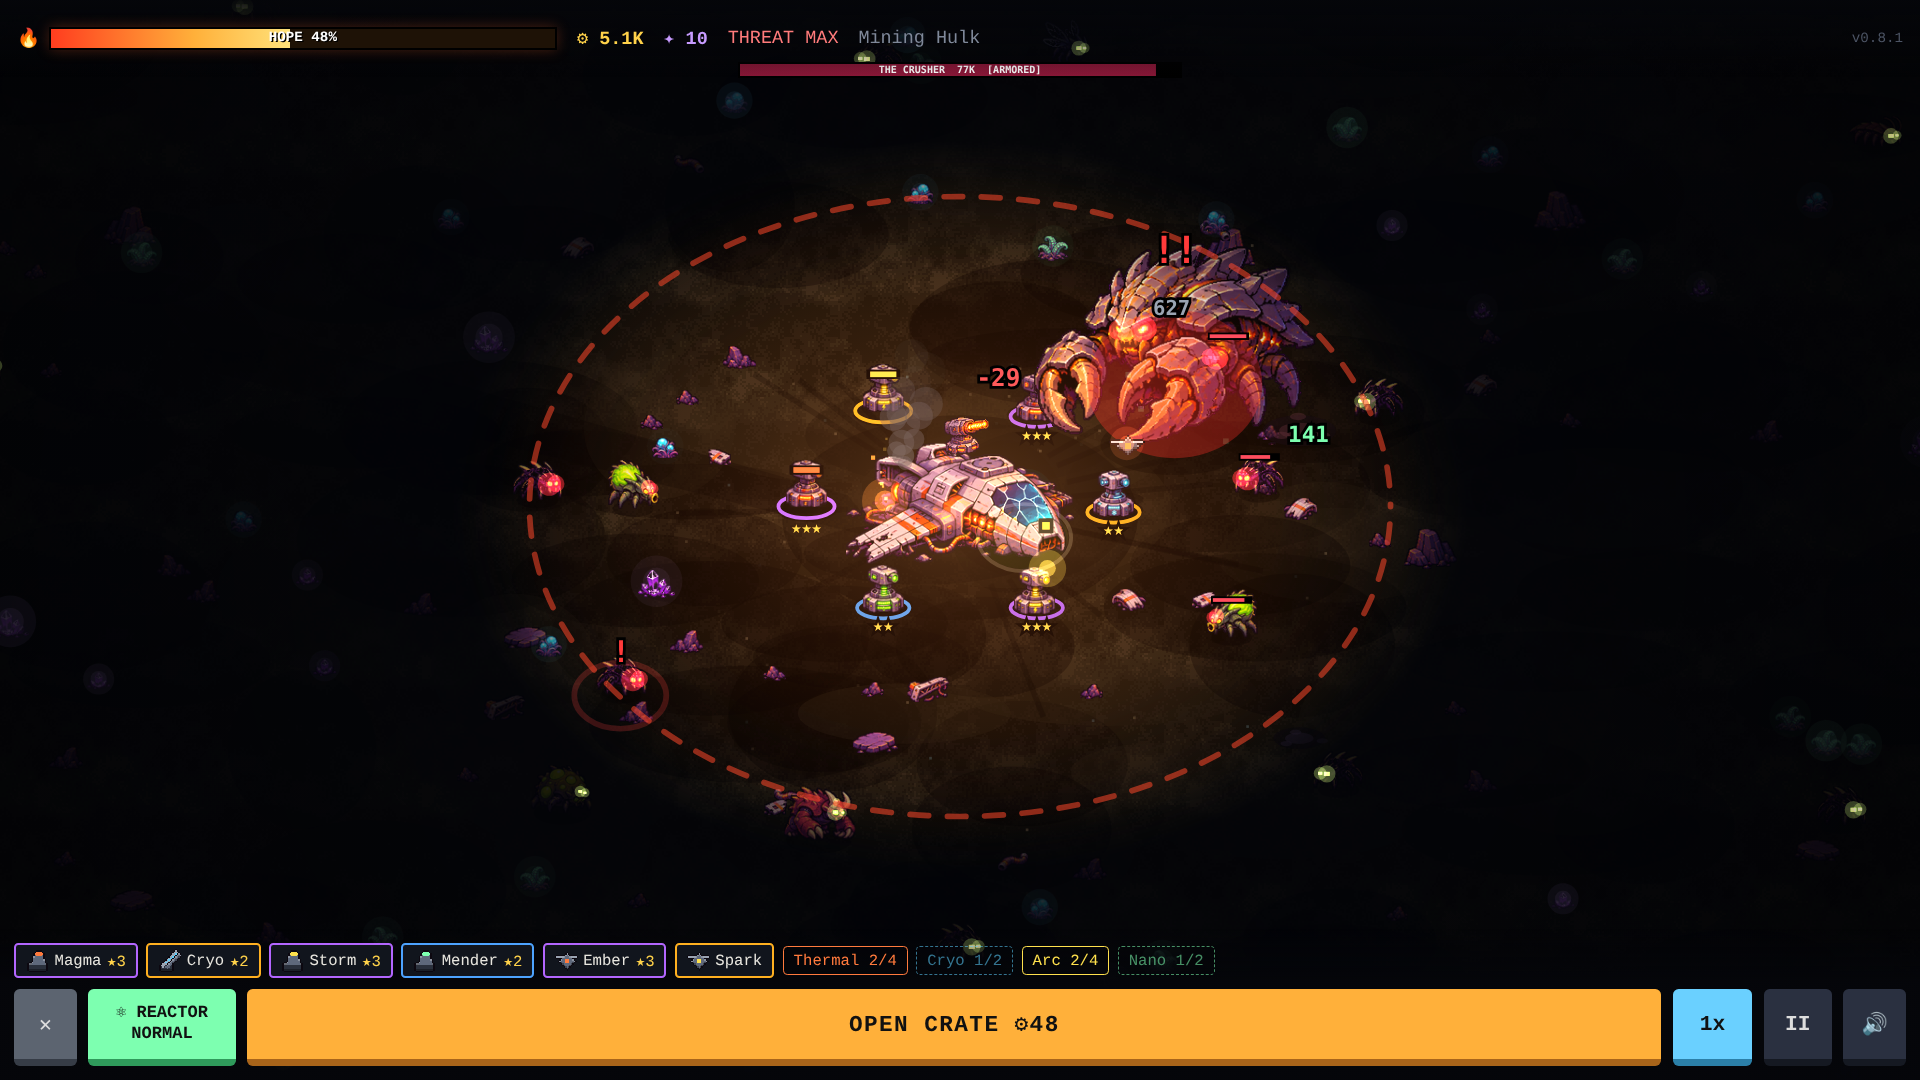 HOPE 48%
⚙ 5.1K ✦ 10 THREAT MAX Mining Hulk
v0.8.1
THE CRUSHER 77K [ARMORED]
!!
627
-29
141
★★★
★★★
★★
★★
★★★
!
Magma ★3 Cryo ★2 Storm ★3 Mender ★2 Ember ★3 Spark Thermal 2/4 Cryo 1/2 Arc 2/4 Nano 1/2
× ⚛ REACTOR
NORMAL
OPEN CRATE ⚙48
1x II